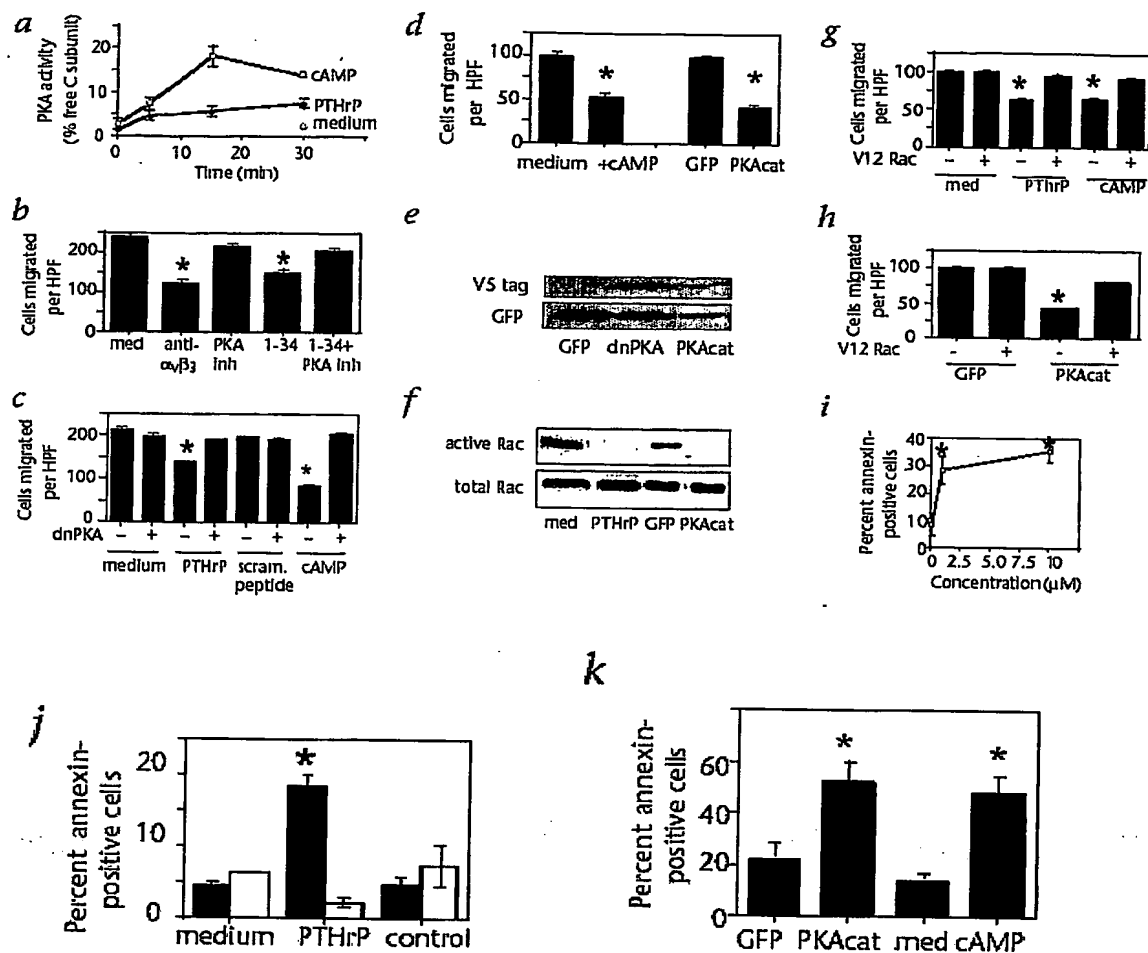 a
PKA activity
(% free C subunit)
20
15
10
5
0
cAMP
PTHrP
medium
0 10 20 30 40
Time (min)
b
Cells migrated
per HPF
200
100
0
med anti-αvβ3 PKA inh 1-34 1-34+ PKA inh
* *
c
Cells migrated
per HPF
200
100
0
* *
dnPKA - + - + - + - +
medium PTHrP scram. peptide cAMP
d
Cells migrated
per HPF
100
50
0
* *
medium +cAMP GFP PKAcat
e
V5 tag
GFP
GFP dnPKA PKAcat
f
active Rac
total Rac
med PTHrP GFP PKAcat
g
Cells migrated
per HPF
100
50
0
* *
V12 Rac - + - + - +
med PThrP cAMP
h
Cells migrated
per HPF
100
50
0
*
V12 Rac - + - +
GFP PKAcat
i
Percent annexin-
positive cells
40
30
20
10
0
* *
0 2.5 5.0 7.5 10
Concentration (µM)
j
Percent annexin-
positive cells
20
10
0
*
medium PTHrP control
k
Percent annexin-
positive cells
60
40
20
0
* *
GFP PKAcat med cAMP